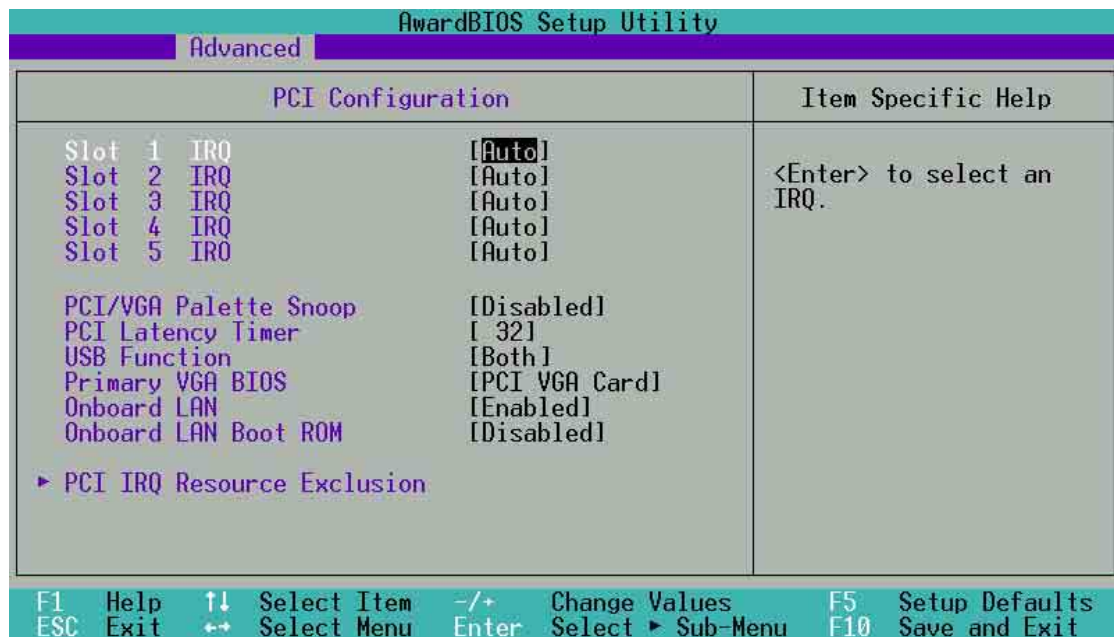 AwardBIOS Setup Utility
Advanced
PCI Configuration
Item Specific Help
Slot 1 IRQ [Auto]
Slot 2 IRQ [Auto]
Slot 3 IRQ [Auto]
Slot 4 IRQ [Auto]
Slot 5 IRQ [Auto]
<Enter> to select an
IRQ.
PCI/VGA Palette Snoop [Disabled]
PCI Latency Timer [ 32]
USB Function [Both]
Primary VGA BIOS [PCI VGA Card]
Onboard LAN [Enabled]
Onboard LAN Boot ROM [Disabled]
► PCI IRQ Resource Exclusion
F1 Help ↑↓ Select Item -/+ Change Values F5 Setup Defaults
ESC Exit ←→ Select Menu Enter Select ► Sub-Menu F10 Save and Exit